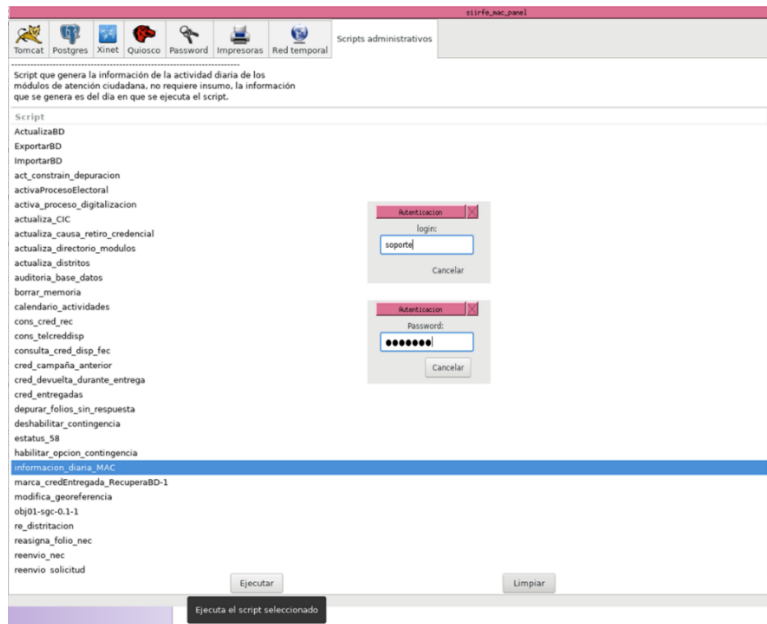 siirfe_mac_panel
Tomcat Postgres Xinet Quiosco Password Impresoras Red temporal Scripts administrativos
Script que genera la información de la actividad diaria de los
módulos de atención ciudadana, no requiere insumo, la información
que se genera es del día en que se ejecuta el script.
Script
ActualizaBD
ExportarBD
ImportarBD
act_constrain_depuracion
activaProcesoElectoral
activa_proceso_digitalizacion
actualiza_CIC
actualiza_causa_retiro_credencial
actualiza_directorio_modulos
actualiza_distritos
auditoria_base_datos
borrar_memoria
calendario_actividades
cons_cred_rec
cons_telcreddisp
consulta_cred_disp_fec
cred_campaña_anterior
cred_devuelta_durante_entrega
cred_entregadas
depurar_folios_sin_respuesta
deshabilitar_contingencia
estatus_58
habilitar_opcion_contingencia
informacion_diaria_MAC
marca_credEntregada_RecuperaBD-1
modifica_georeferencia
obj01-sgc-0.1-1
re_distritacion
reasigna_folio_nec
reenvio_nec
reenvio_solicitud
Autenticacion
login:
soporte
Cancelar
Autenticacion
Password:
●●●●●●●
Cancelar
Ejecutar Limpiar
Ejecuta el script seleccionado